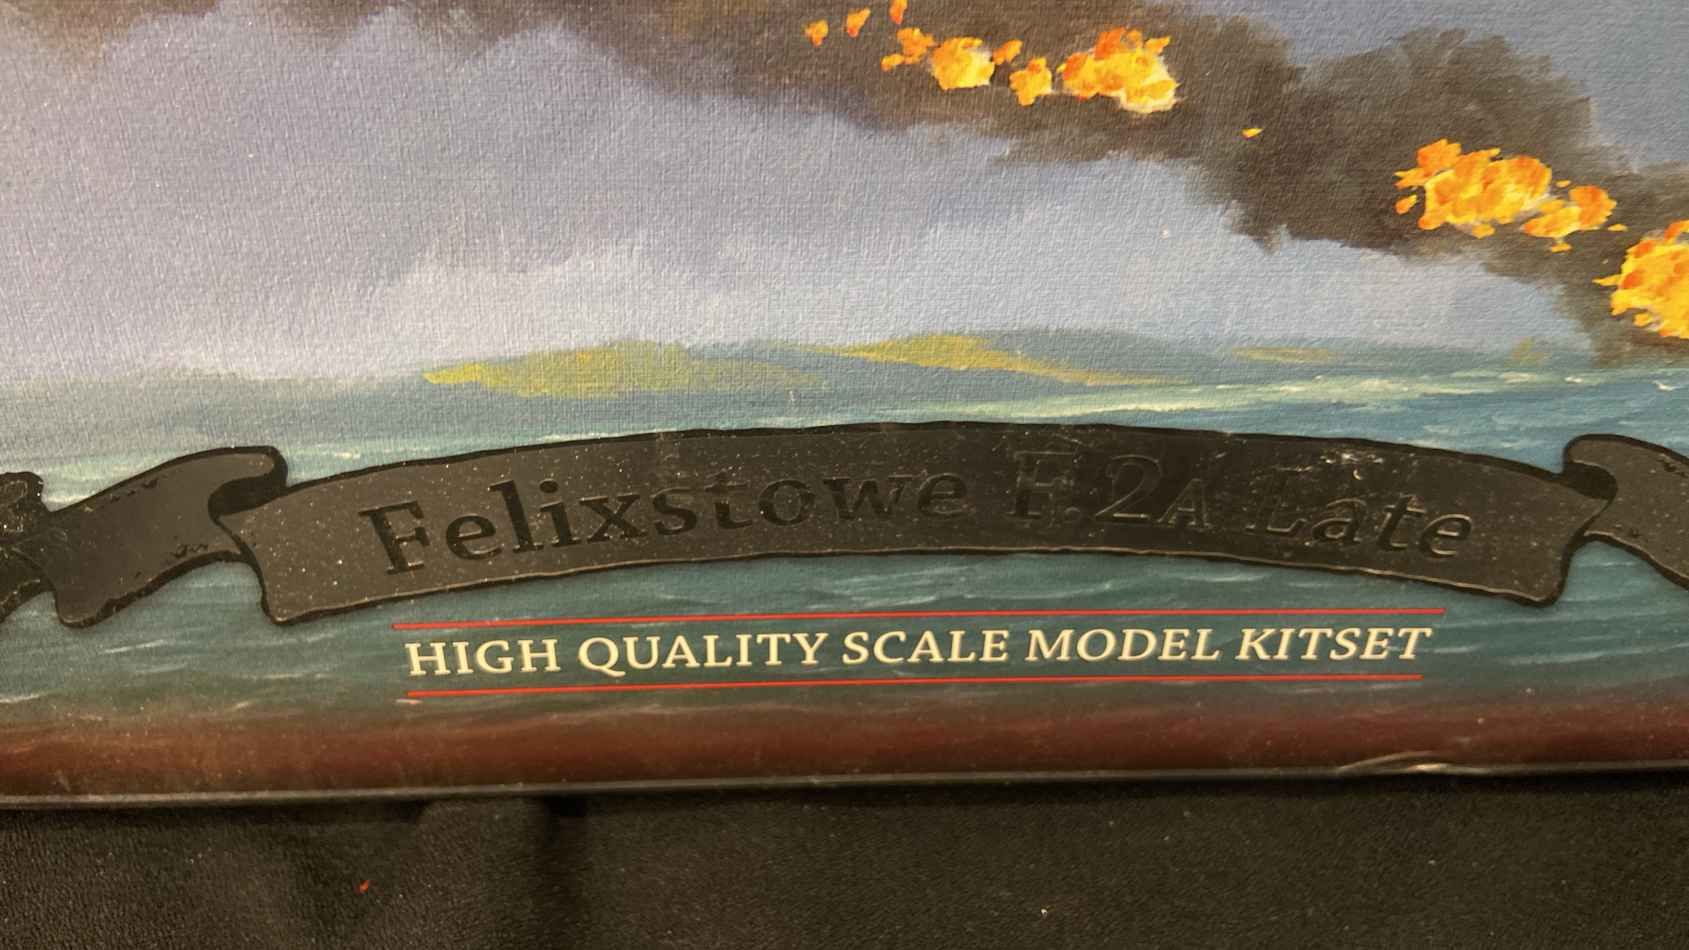 Felixstowe F.2A Late
HIGH QUALITY SCALE MODEL KITSET